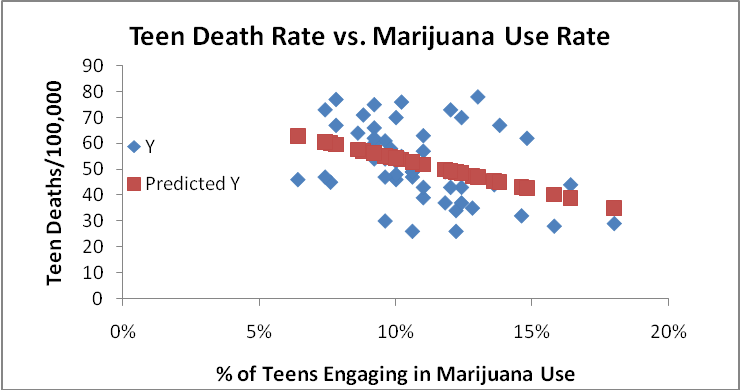 Teen Death Rate vs. Marijuana Use Rate
Teen Deaths/100,000
90
80
70
60
50
40
30
20
10
0
Y
Predicted Y
0% 5% 10% 15% 20%
% of Teens Engaging in Marijuana Use